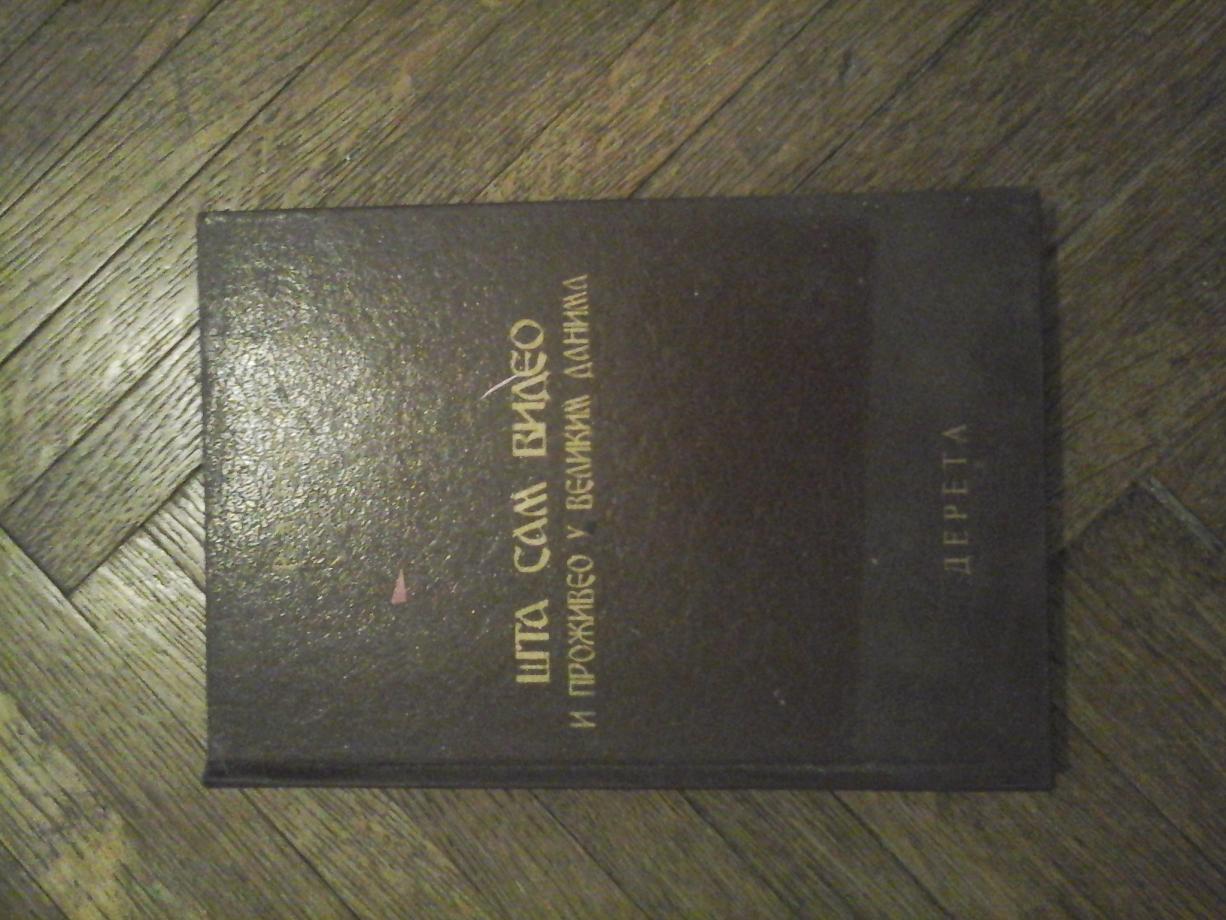 ШТА САМ ВИДЕО
И ПРОЖИВЕО У ВЕЛИКИМ ДАНИМА
ДЕРЕТА